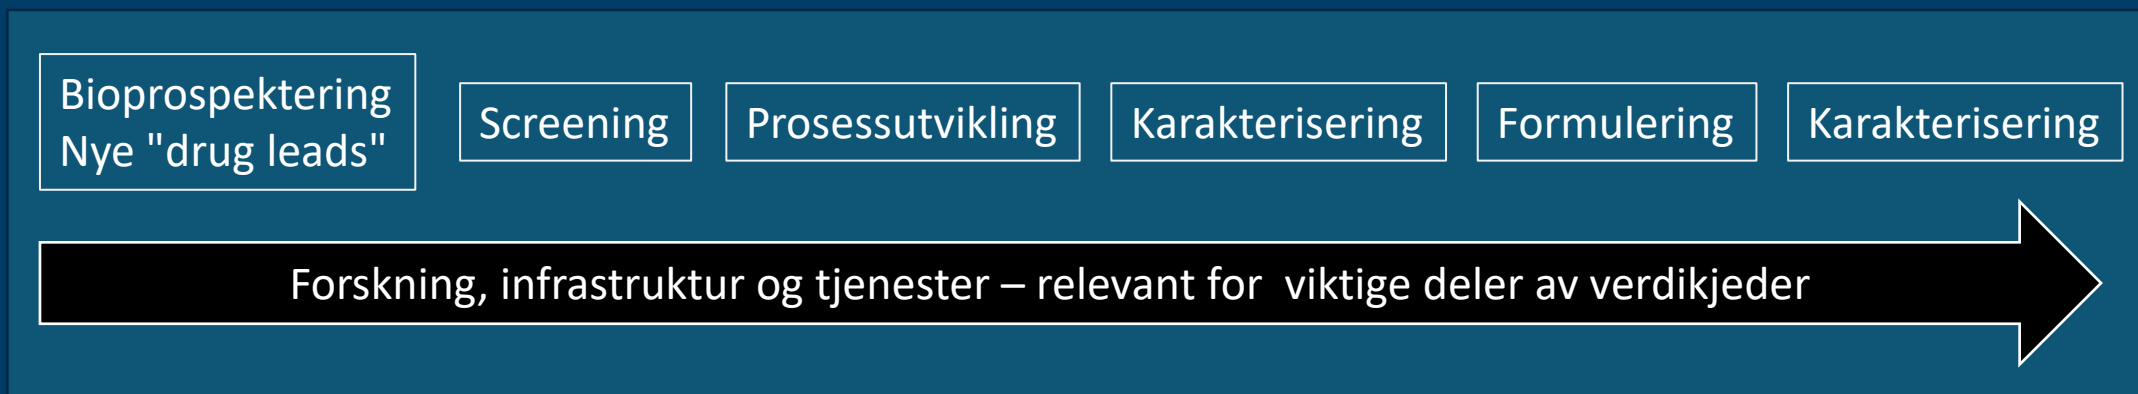 Bioprospektering
Nye "drug leads"
Screening
Prosessutvikling
Karakterisering
Formulering
Karakterisering
Forskning, infrastruktur og tjenester – relevant for  viktige deler av verdikjeder